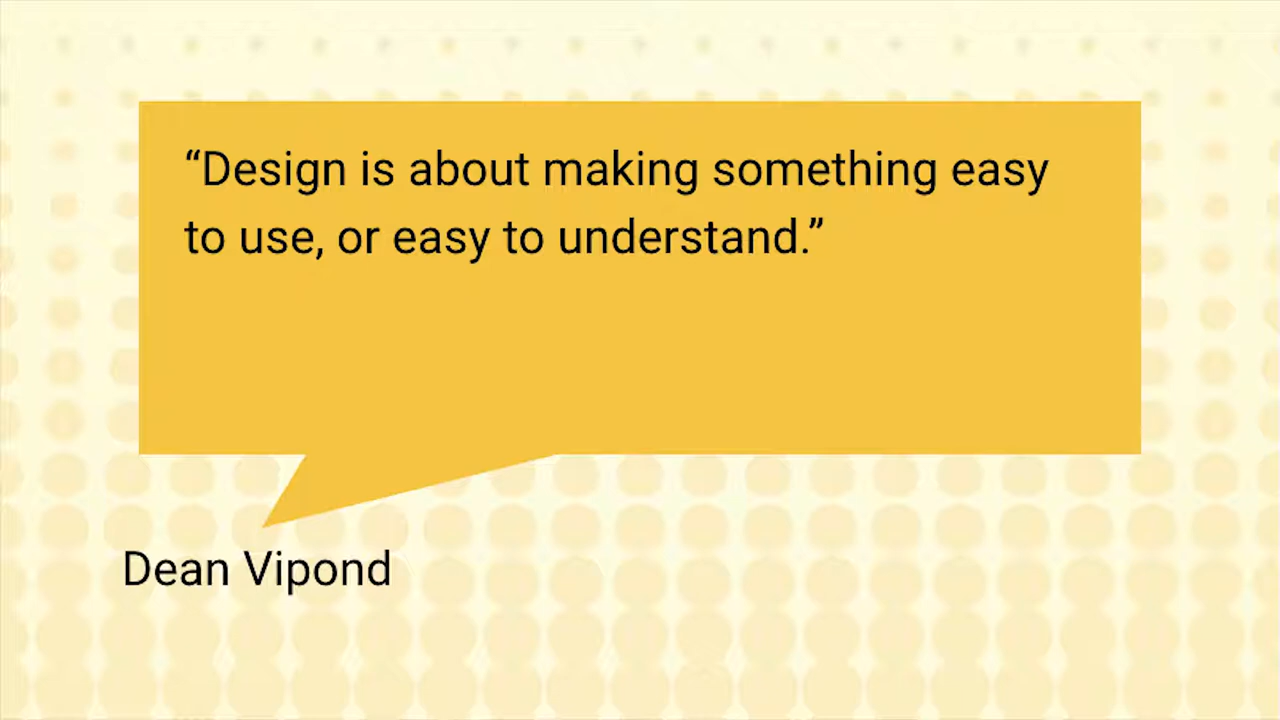 “Design is about making something easy
to use, or easy to understand.”
Dean Vipond